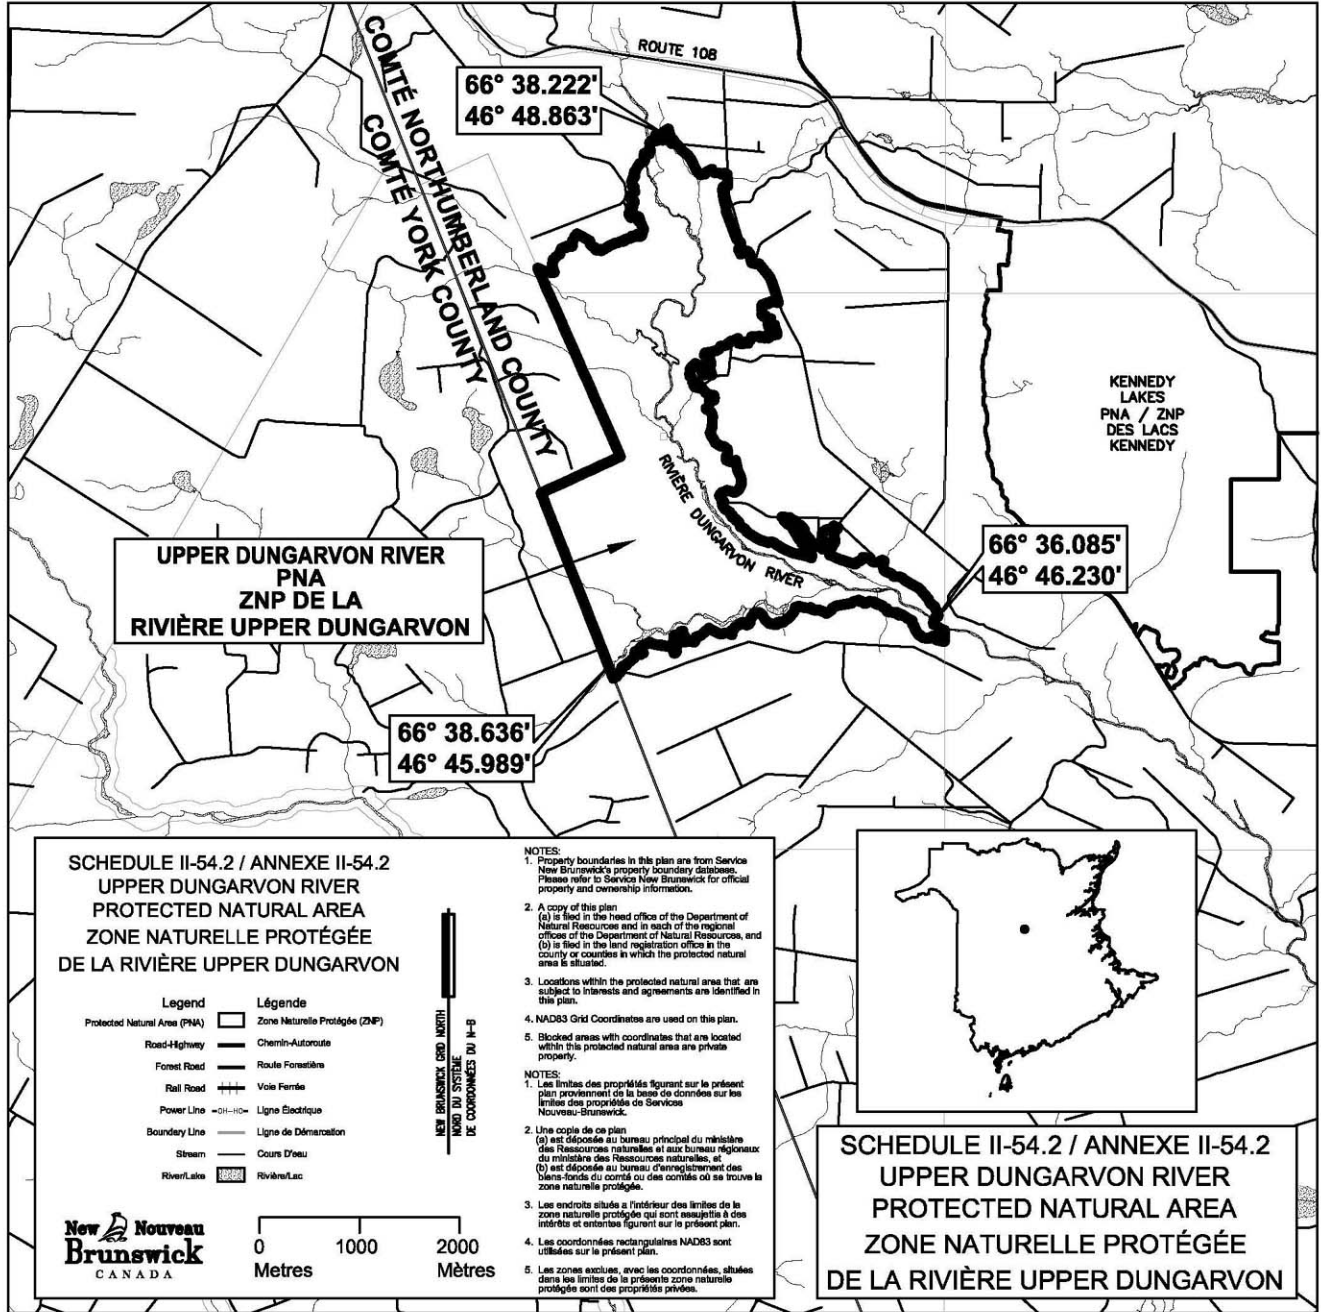 ROUTE 108
66° 38.222'
46° 48.863'
COMTÉ NORTHUMBERLAND COUNTY
COMTÉ YORK COUNTY
KENNEDY
LAKES
PNA / ZNP
DES LACS
KENNEDY
RIVIÈRE DUNGARVON RIVER
66° 36.085'
46° 46.230'
UPPER DUNGARVON RIVER
PNA
ZNP DE LA
RIVIÈRE UPPER DUNGARVON
66° 38.636'
46° 45.989'
SCHEDULE II-54.2 / ANNEXE II-54.2
UPPER DUNGARVON RIVER
PROTECTED NATURAL AREA
ZONE NATURELLE PROTÉGÉE
DE LA RIVIÈRE UPPER DUNGARVON
Legend Légende
Protected Natural Area (PNA) Zone Naturelle Protégée (ZNP)
Road-Highway Chemin-Autoroute
Forest Road Route Forestière
Rail Road Voie Ferrée
Power Line -OH-HO- Ligne Électrique
Boundary Line Ligne de Démarcation
Stream Cours D'eau
River/Lake Rivière/Lac
NEW BRUNSWICK GRID NORTH
NORD DU SYSTÈME
DE COORDONNÉES DU N-B
New Nouveau
Brunswick
CANADA
0 1000 2000
Metres Mètres
NOTES:
1. Property boundaries in this plan are from Service
New Brunswick's property boundary database.
Please refer to Service New Brunswick for official
property and ownership information.
2. A copy of this plan
(a) is filed in the head office of the Department of
Natural Resources and in each of the regional
offices of the Department of Natural Resources, and
(b) is filed in the land registration office in the
county or counties in which the protected natural
area is situated.
3. Locations within the protected natural area that are
subject to interests and agreements are identified in
this plan.
4. NAD83 Grid Coordinates are used on this plan.
5. Blocked areas with coordinates that are located
within this protected natural area are private
property.
NOTES:
1. Les limites des propriétés figurant sur le présent
plan proviennent de la base de données sur les
limites des propriétés de Services
Nouveau-Brunswick.
2. Une copie de ce plan
(a) est déposée au bureau principal du ministère
des Ressources naturelles et aux bureau régionaux
du ministère des Ressources naturelles, et
(b) est déposée au bureau d'enregistrement des
biens-fonds du comté ou des comtés où se trouve la
zone naturelle protégée.
3. Les endroits situés a l'intérieur des limites de la
zone naturelle protégée qui sont assujettis à des
intérêts et ententes figurent sur le présent plan.
4. Les coordonnées rectangulaires NAD83 sont
utilisées sur le présent plan.
5. Les zones exclues, avec les coordonnées, situées
dans les limites de la présente zone naturelle
protégée sont des propriétés privées.
SCHEDULE II-54.2 / ANNEXE II-54.2
UPPER DUNGARVON RIVER
PROTECTED NATURAL AREA
ZONE NATURELLE PROTÉGÉE
DE LA RIVIÈRE UPPER DUNGARVON